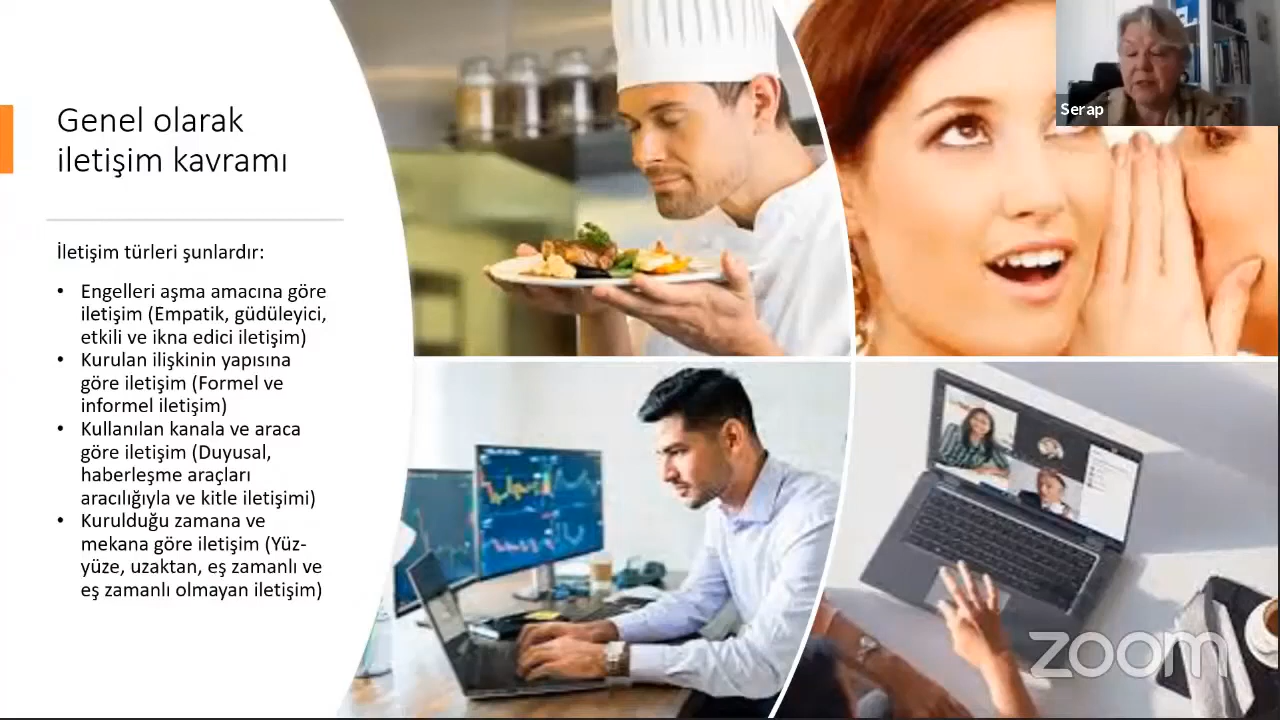 Genel olarak
iletişim kavramı
İletişim türleri şunlardır:
• Engelleri aşma amacına göre
iletişim (Empatik, güdüleyici,
etkili ve ikna edici iletişim)
• Kurulan ilişkinin yapısına
göre iletişim (Formel ve
informel iletişim)
• Kullanılan kanala ve araca
göre iletişim (Duyusal,
haberleşme araçları
aracılığıyla ve kitle iletişimi)
• Kurulduğu zamana ve
mekana göre iletişim (Yüz-
yüze, uzaktan, eş zamanlı ve
eş zamanlı olmayan iletişim)
Serap
zoom